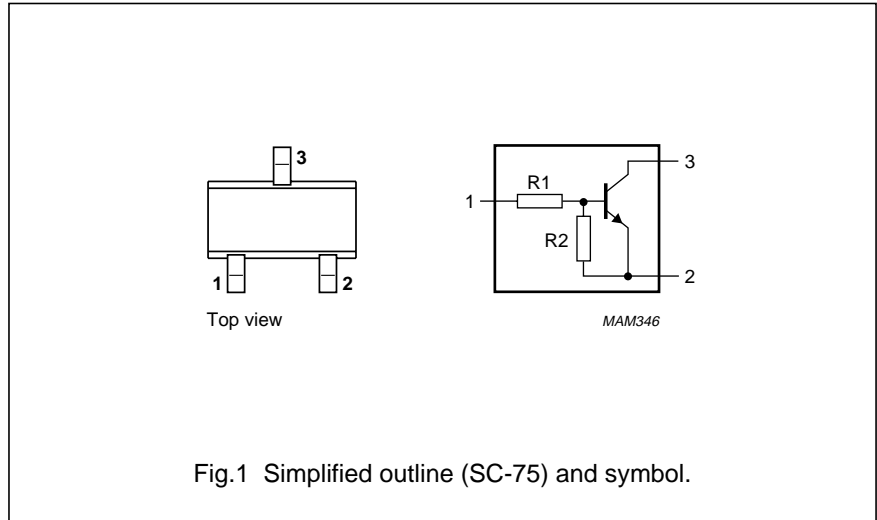 3
1 2
Top view
R1
R2
1
3
2
MAM346
Fig.1 Simplified outline (SC-75) and symbol.